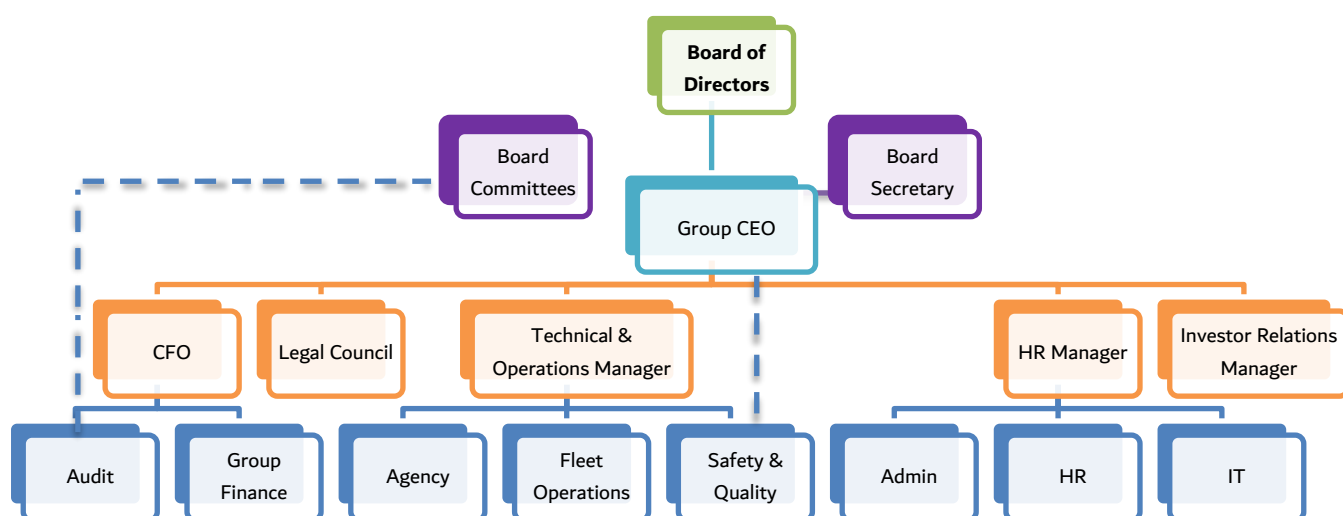 Board of
Directors
Board
Committees
Board
Secretary
Group CEO
CFO
Legal Council
Technical &
Operations Manager
HR Manager
Investor Relations
Manager
Audit
Group
Finance
Agency
Fleet
Operations
Safety &
Quality
Admin
HR
IT